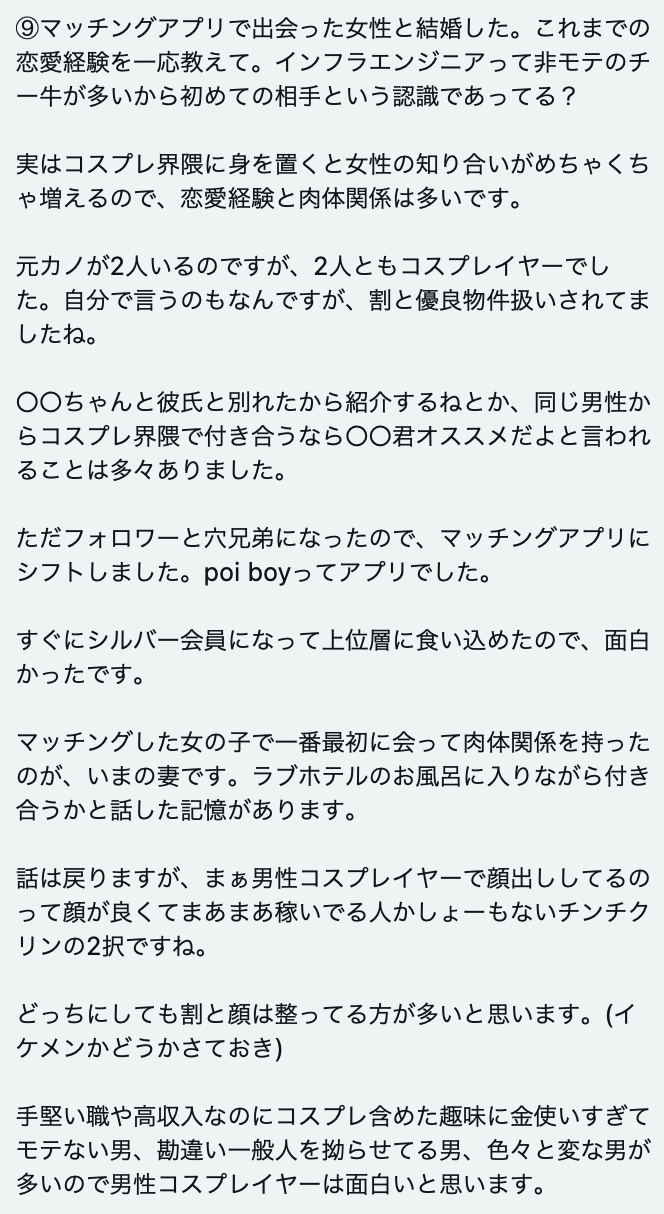 ⑨マッチングアプリで出会った女性と結婚した。これまでの
恋愛経験を一応教えて。インフラエンジニアって非モテのチ
ー牛が多いから初めての相手という認識であってる？
実はコスプレ界隈に身を置くと女性の知り合いがめちゃくち
ゃ増えるので、恋愛経験と肉体関係は多いです。
元カノが2人いるのですが、2人ともコスプレイヤーでし
た。自分で言うのもなんですが、割と優良物件扱いされてま
したね。
〇〇ちゃんと彼氏と別れたから紹介するねとか、同じ男性か
らコスプレ界隈で付き合うなら〇〇君オススメだよと言われ
ることは多々ありました。
ただフォロワーと穴兄弟になったので、マッチングアプリに
シフトしました。poi boyってアプリでした。
すぐにシルバー会員になって上位層に食い込めたので、面白
かったです。
マッチングした女の子で一番最初に会って肉体関係を持った
のが、いまの妻です。ラブホテルのお風呂に入りながら付き
合うかと話した記憶があります。
話は戻りますが、まぁ男性コスプレイヤーで顔出ししてるの
って顔が良くてまあまあ稼いでる人かしょーもないチンチク
リンの2択ですね。
どっちにしても割と顔は整ってる方が多いと思います。(イ
ケメンかどうかさておき)
手堅い職や高収入なのにコスプレ含めた趣味に金使いすぎて
モテない男、勘違い一般人を拗らせてる男、色々と変な男が
多いので男性コスプレイヤーは面白いと思います。